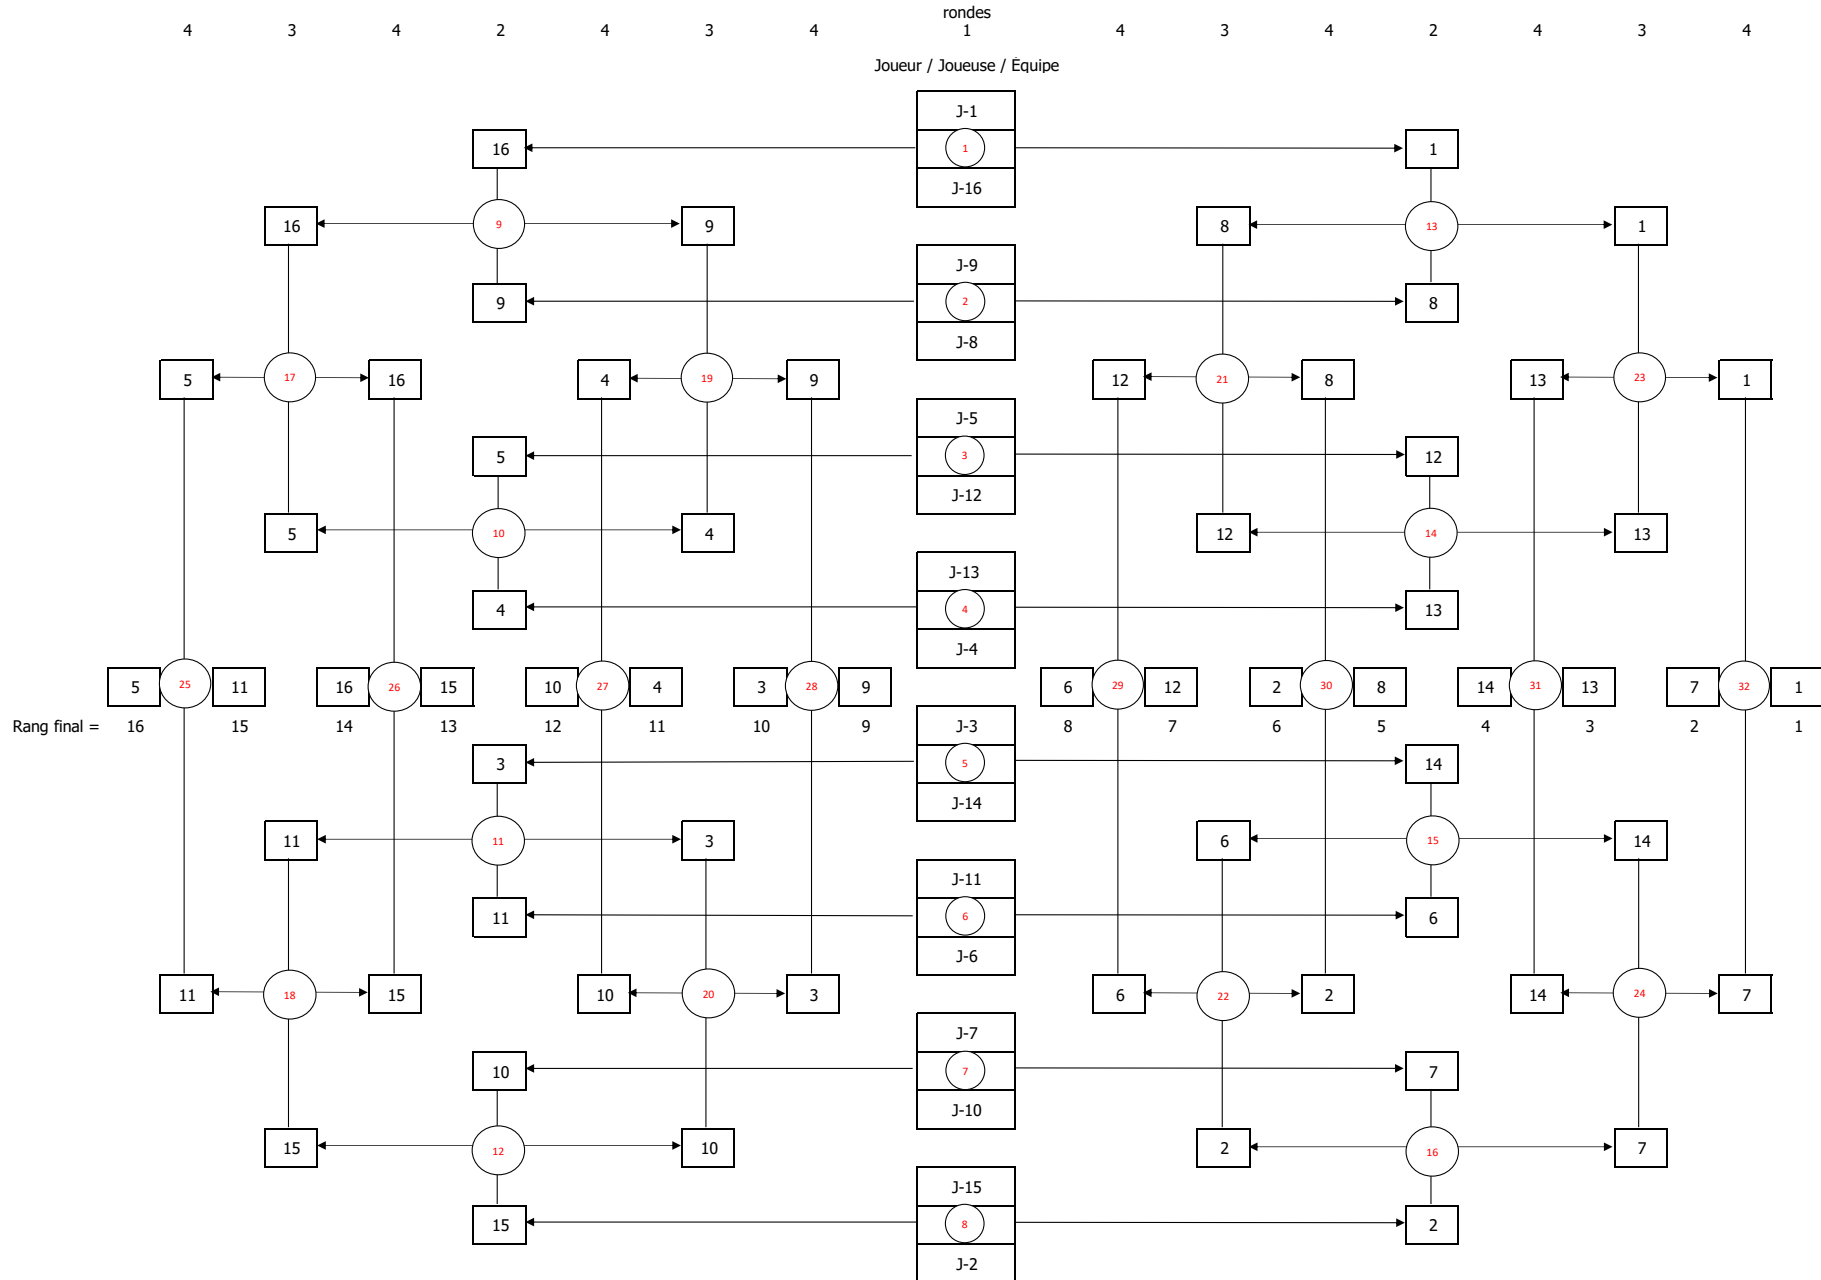 rondes
4 3 4 2 4 3 4 1 4 3 4 2 4 3 4
Joueur / Joueuse / Équipe
J-1
16 1 1
J-16
16 9 9 8 13 1
J-9
9 2 8
J-8
5 17 16 4 19 9 12 21 8 13 23 1
J-5
5 3 12
J-12
5 10 4 12 14 13
J-13
4 4 13
J-4
5 25 11 16 26 15 10 27 4 3 28 9 6 29 12 2 30 8 14 31 13 7 32 1
Rang final = 16 15 14 13 12 11 10 9 J-3 8 7 6 5 4 3 2 1
3 5 14
J-14
11 11 3 6 15 14
J-11
11 6 6
J-6
11 18 15 10 20 3 6 22 2 14 24 7
J-7
10 7 7
J-10
15 12 10 2 16 7
J-15
15 8 2
J-2